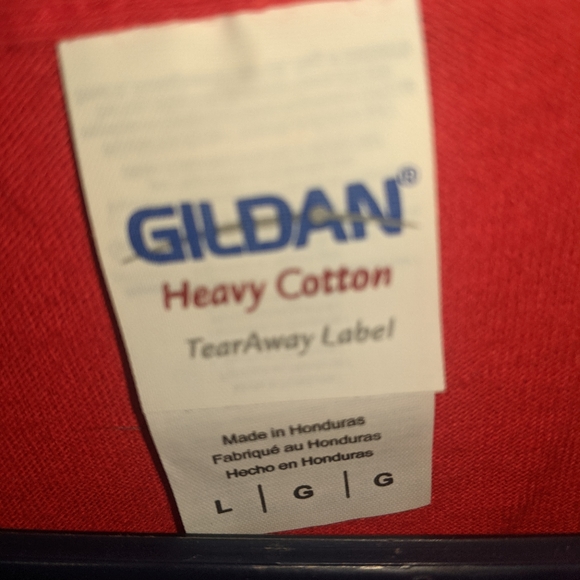 GILDAN®
Heavy Cotton
TearAway Label
Made in Honduras
Fabriqué au Honduras
Hecho en Honduras
L | G | G